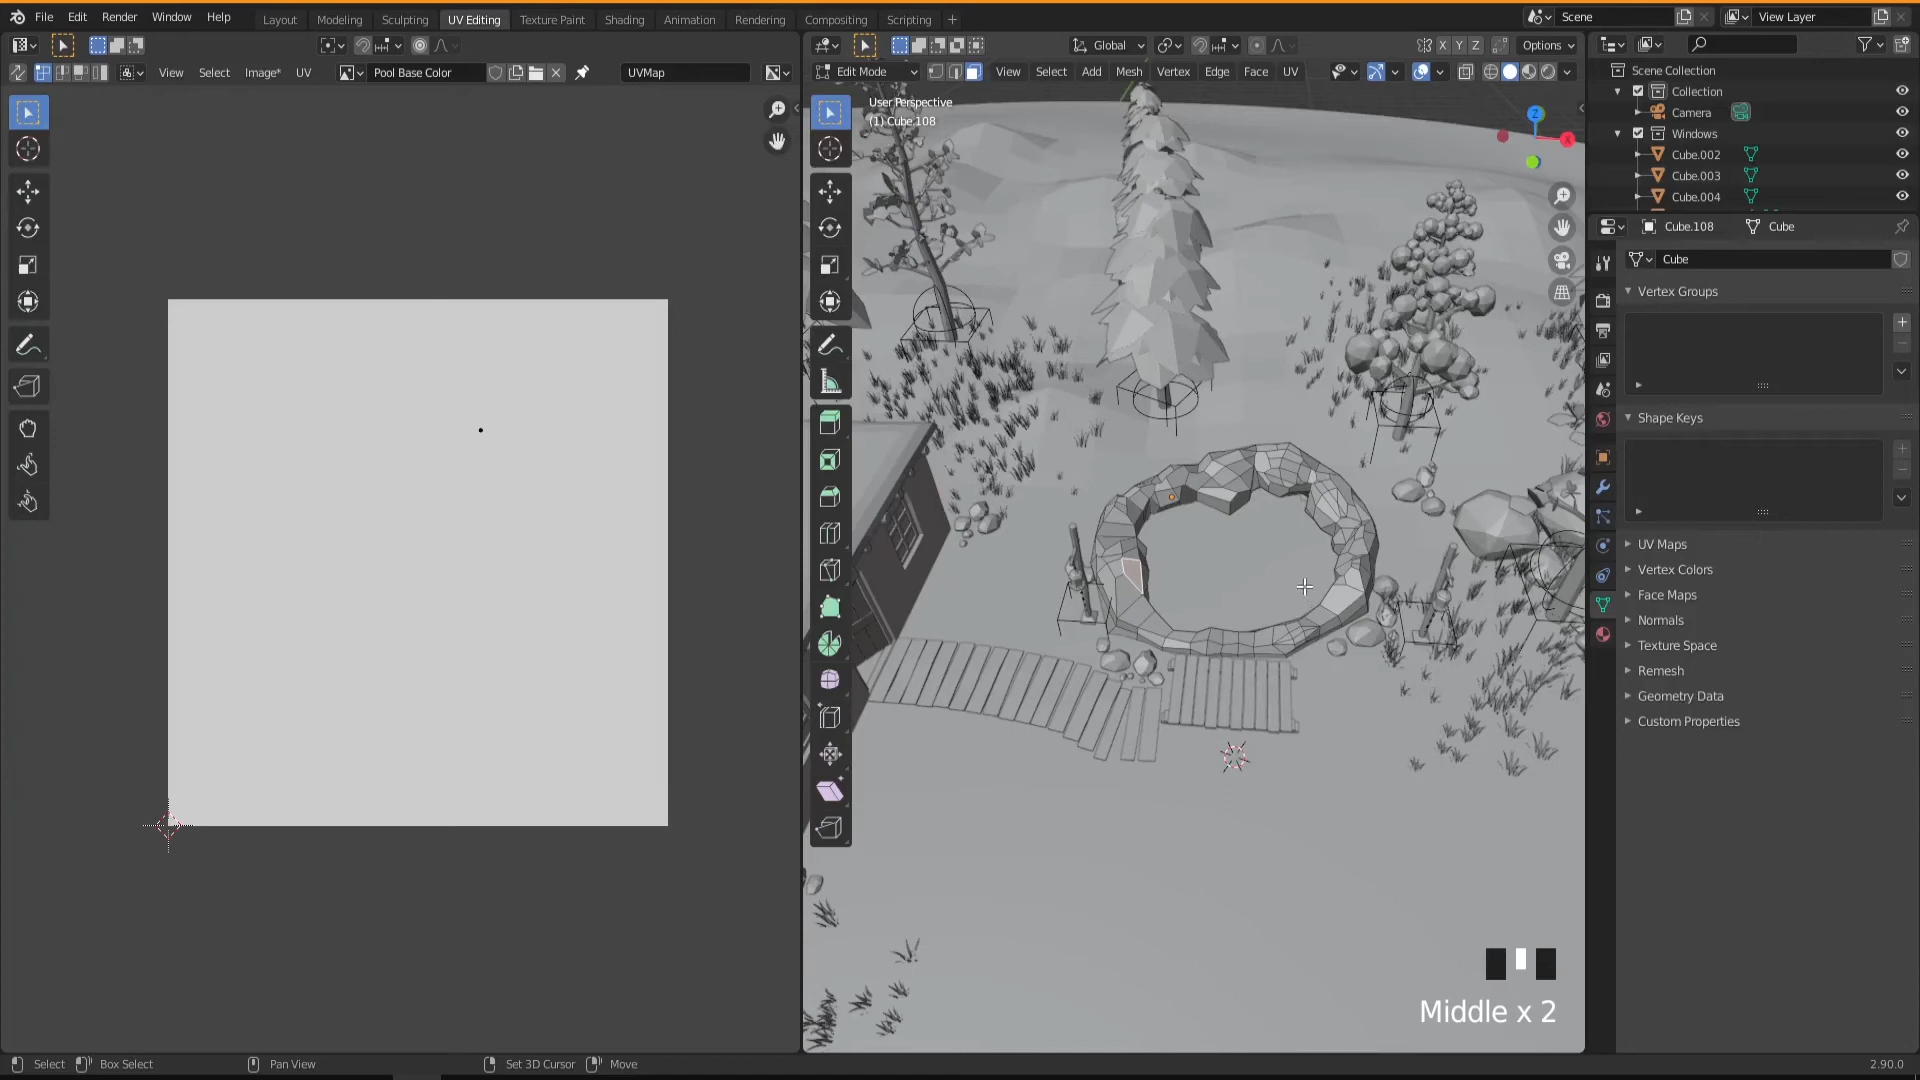 File Edit Render Window Help Layout Modeling Sculpting UV Editing Texture Paint Shading Animation Rendering Compositing Scripting + Scene View Layer
Global X Y Z Options
View Select Image* UV Pool Base Color UVMap
Edit Mode View Select Add Mesh Vertex Edge Face UV
User Perspective
(1) Cube.108
Z
X
Scene Collection
Collection
Camera
Windows
Cube.002
Cube.003
Cube.004
Cube.108 Cube
Cube
Vertex Groups
Shape Keys
UV Maps
Vertex Colors
Face Maps
Normals
Texture Space
Remesh
Geometry Data
Custom Properties
Middle x 2
Select Box Select Pan View Set 3D Cursor Move 2.90.0